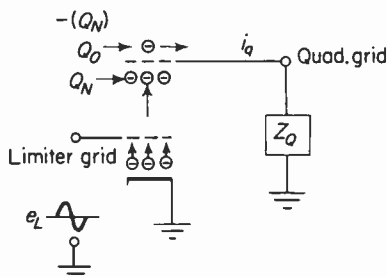 -(Q_N)
Q_O
i_q
Quad. grid
Q_N
Z_Q
Limiter grid
e_L